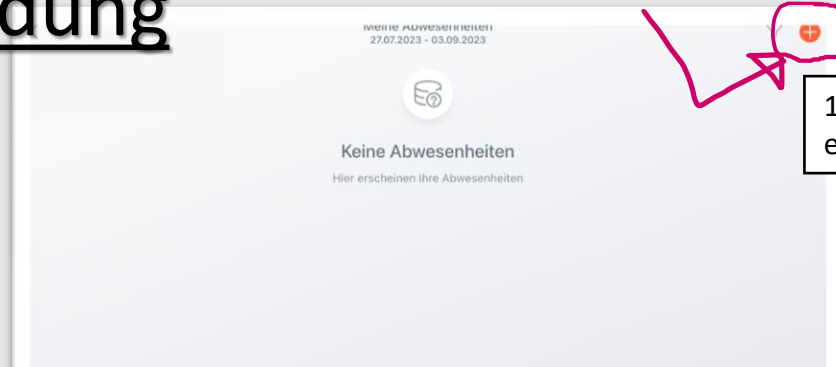 dung
Meine Abwesenheiten
27.07.2023 - 03.09.2023
Keine Abwesenheiten
Hier erscheinen Ihre Abwesenheiten
1
e